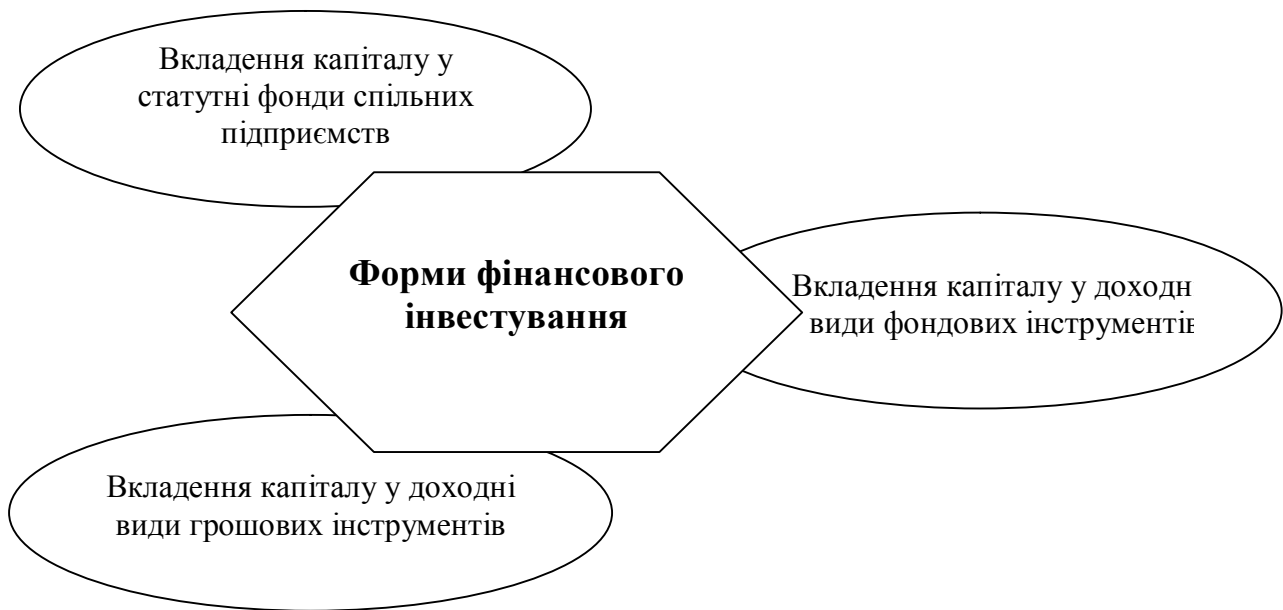 Вкладення капіталу у
статутні фонди спільних
підприємств
Форми фінансового
інвестування
Вкладення капіталу у доходн
види фондових інструментів
Вкладення капіталу у доходні
види грошових інструментів